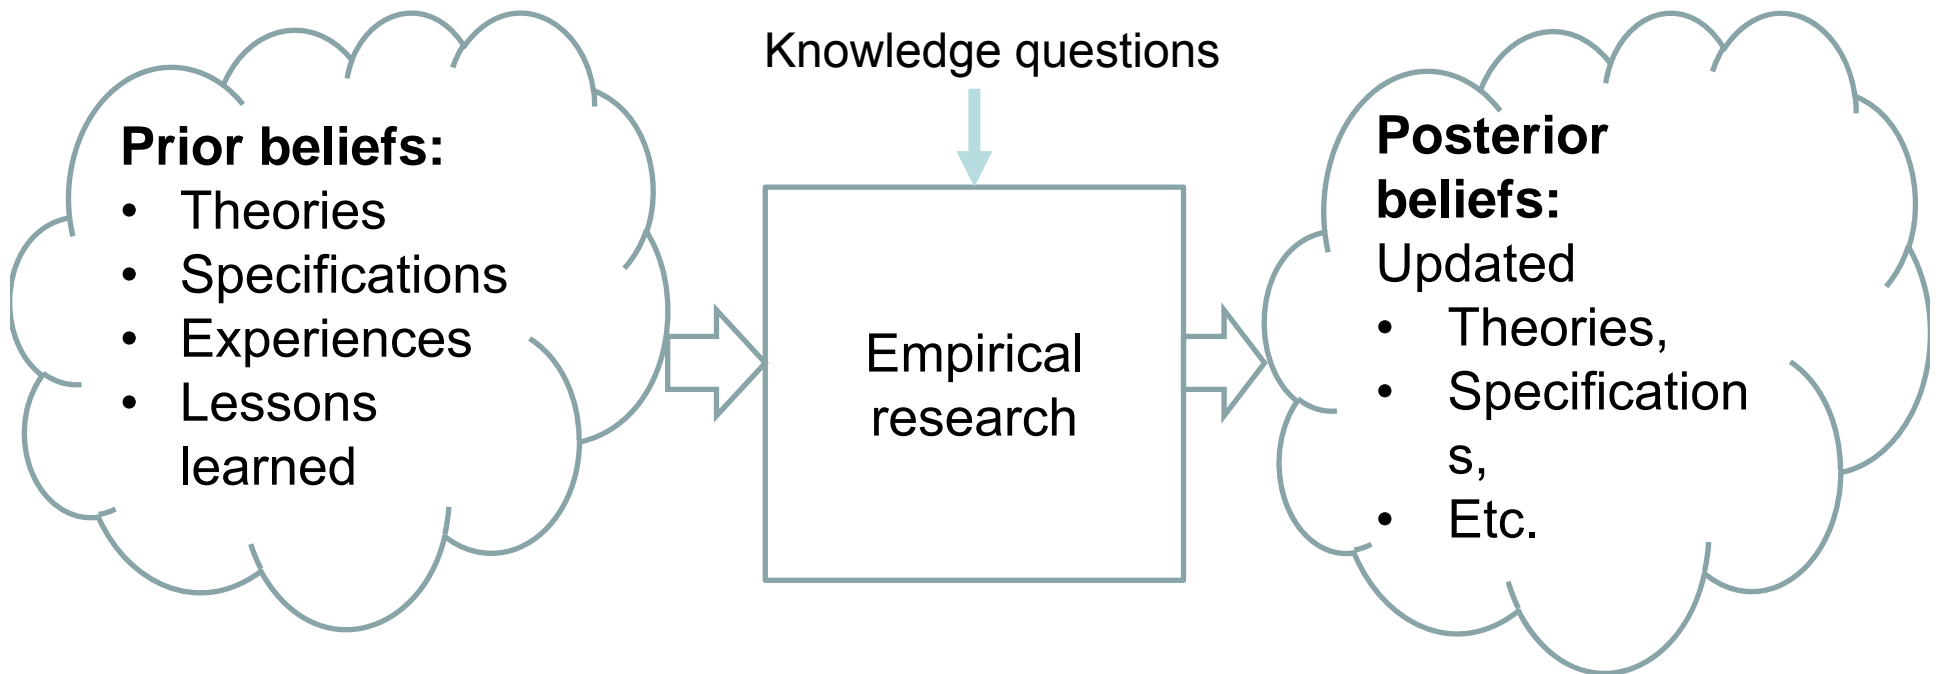 Knowledge questions
Prior beliefs:
• Theories
• Specifications
• Experiences
• Lessons
learned
Empirical
research
Posterior
beliefs:
Updated
• Theories,
• Specification
s,
• Etc.